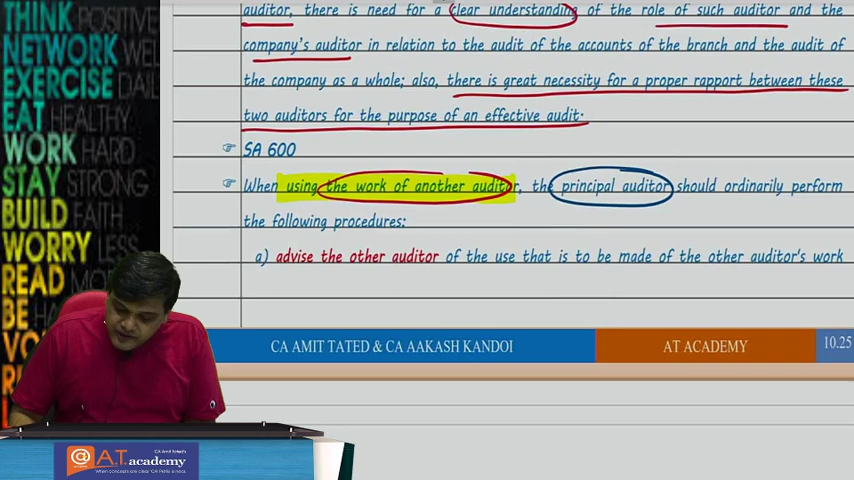 THINK POSITIVE
NETWORK WELL
EXERCISE DAILY
EAT HEALTHY
WORK HARD
STAY STRONG
BUILD FAITH
WORRY LESS
READ MORE
BE
auditor, there is need for a clear understanding of the role of such auditor and the
company's auditor in relation to the audit of the accounts of the branch and the audit of
the company as a whole; also, there is great necessity for a proper rapport between these
two auditors for the purpose of an effective audit.
☞ SA 600
☞ When using the work of another auditor, the principal auditor should ordinarily perform
the following procedures:
a) advise the other auditor of the use that is to be made of the other auditor's work
CA AMIT TATED & CA AAKASH KANDOI
AT ACADEMY
10.25
@ A.T. academy
CA Amit Tated's